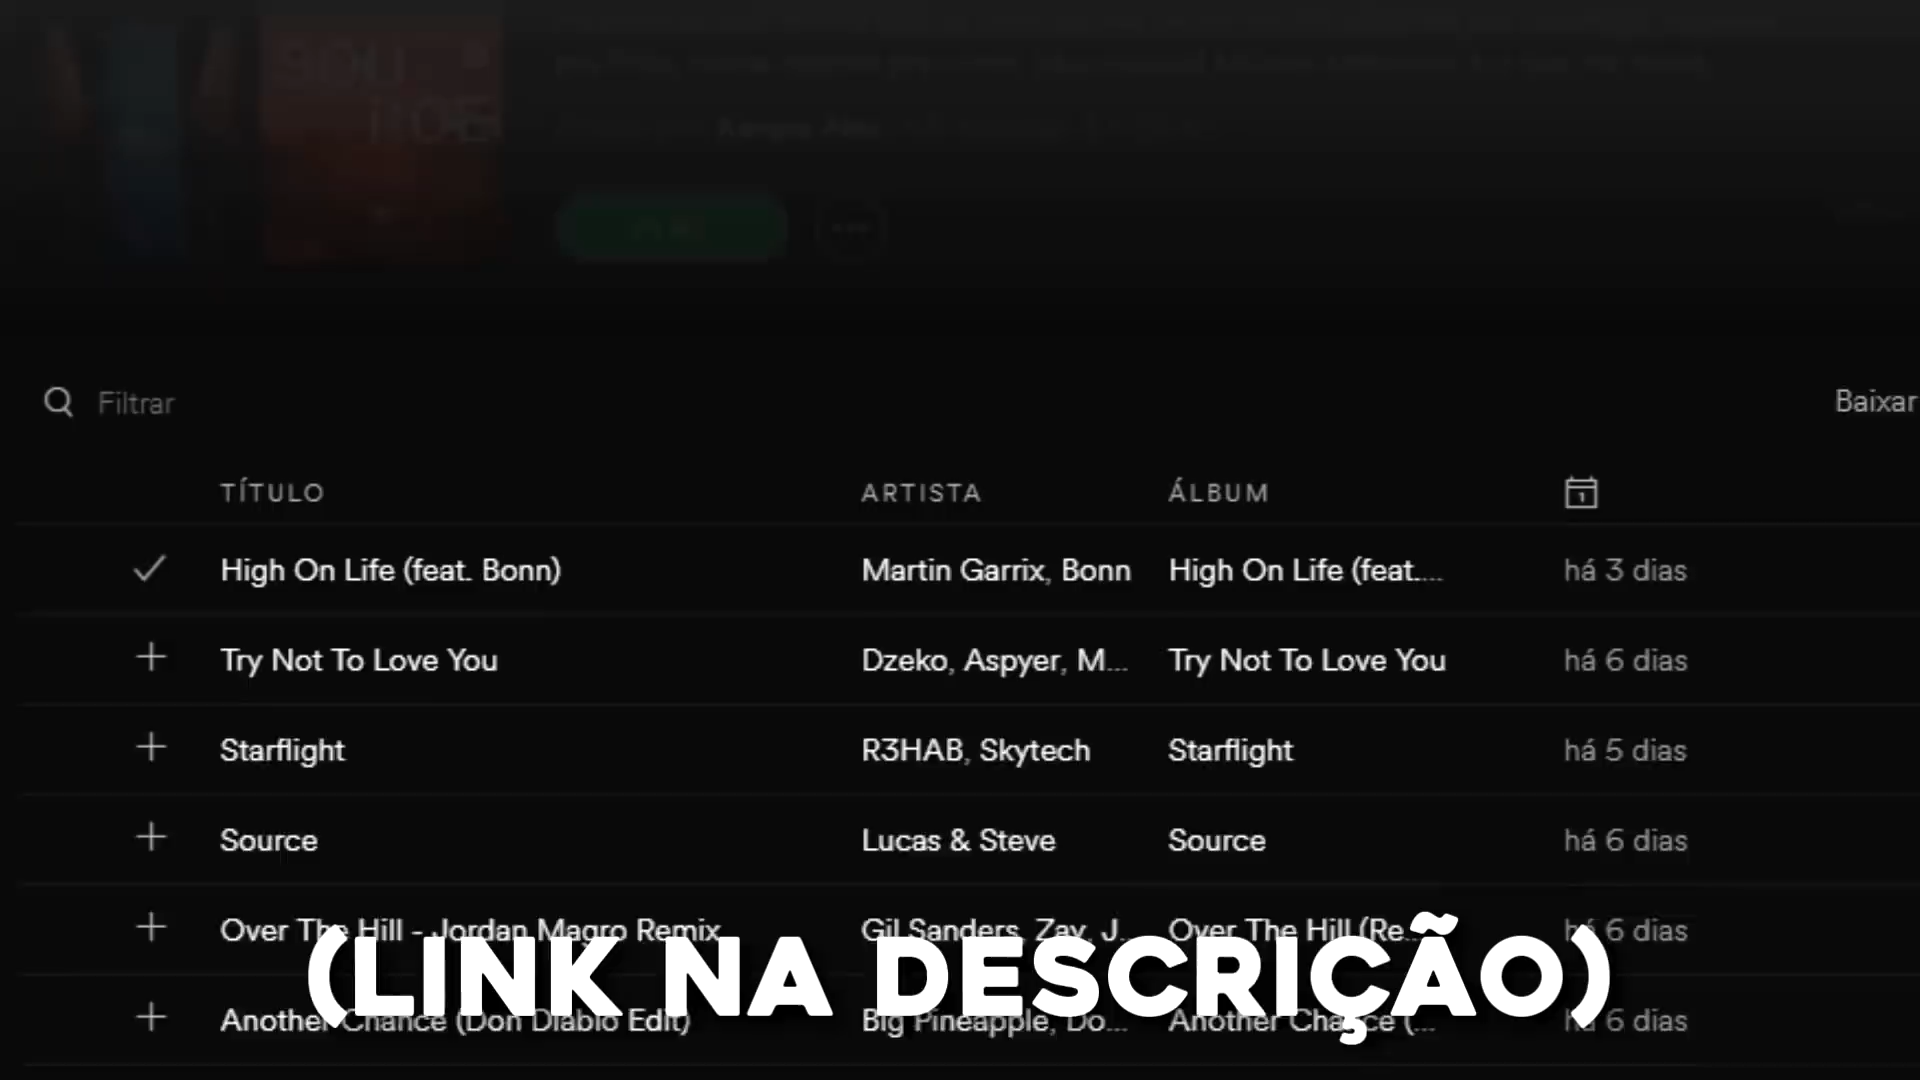 SOU
Filtrar
Baixar
TÍTULO ARTISTA ÁLBUM
High On Life (feat. Bonn) Martin Garrix, Bonn High On Life (feat.... há 3 dias
Try Not To Love You Dzeko, Aspyer, M... Try Not To Love You há 6 dias
Starflight R3HAB, Skytech Starflight há 5 dias
Source Lucas & Steve Source há 6 dias
Over The Hill - Jordan Magro Remix Gil Sanders, Zay, J... Over The Hill (Re... há 6 dias
(LINK NA DESCRIÇÃO)
Another Chance (Don Diablo Edit) Big Pineapple, Do... Another Chance (... há 6 dias